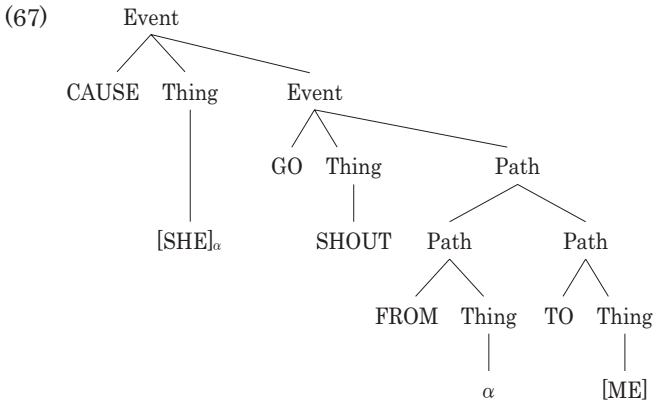 (67) Event
CAUSE Thing Event
GO Thing Path
[SHE]α SHOUT Path Path
FROM Thing TO Thing
α [ME]